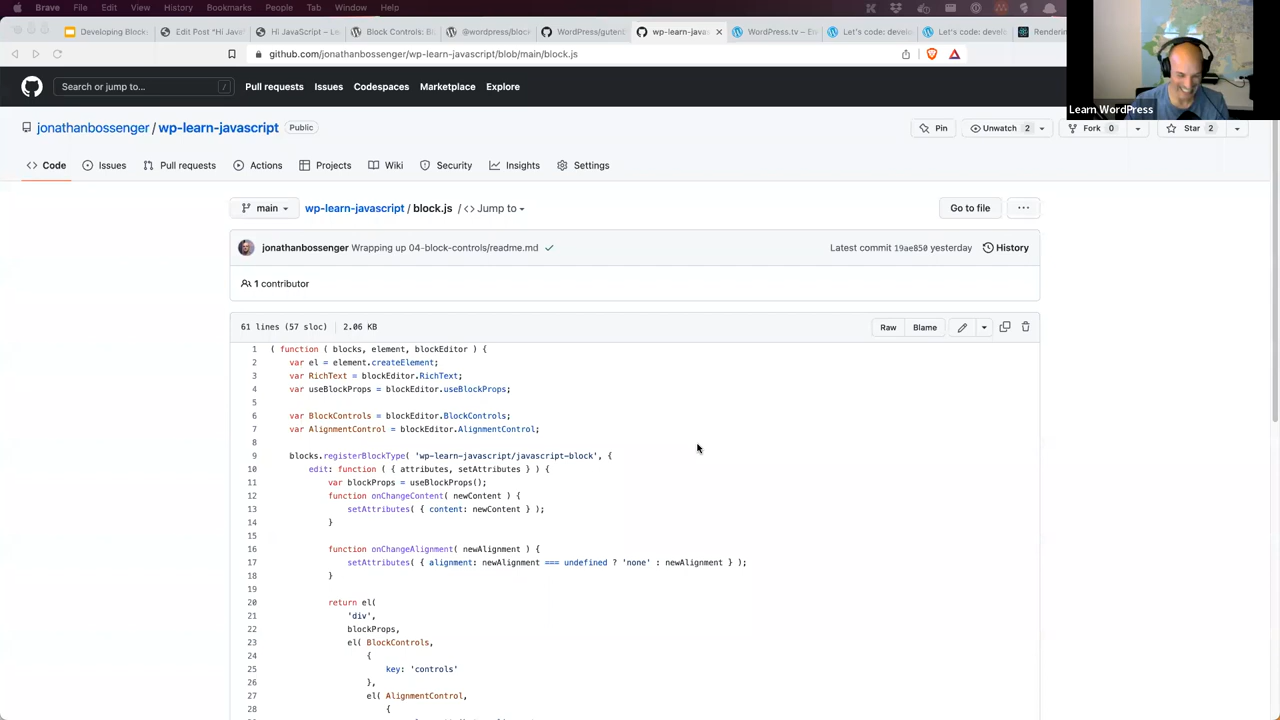 Brave File Edit View History Bookmarks People Tab Window Help
Developing Block
Edit Post "Hi Java
Hi JavaScript – Le
Block Controls: Bl
@wordpress/block
WordPress/gutenb
wp-learn-javas
WordPress.tv — E
Let's code: develo
Let's code: develo
Renderin
github.com/jonathanbossenger/wp-learn-javascript/blob/main/block.js
Search or jump to... /
Pull requests Issues Codespaces Marketplace Explore
Learn WordPress
jonathanbossenger / wp-learn-javascript Public
Pin Unwatch 2 Fork 0 Star 2
Code Issues Pull requests Actions Projects Wiki Security Insights Settings
main wp-learn-javascript / block.js / <> Jump to
Go to file ...
jonathanbossenger Wrapping up 04-block-controls/readme.md
Latest commit 19ae850 yesterday History
1 contributor
61 lines (57 sloc) 2.06 KB
Raw Blame
1 ( function ( blocks, element, blockEditor ) {
2 var el = element.createElement;
3 var RichText = blockEditor.RichText;
4 var useBlockProps = blockEditor.useBlockProps;
5
6 var BlockControls = blockEditor.BlockControls;
7 var AlignmentControl = blockEditor.AlignmentControl;
8
9 blocks.registerBlockType( 'wp-learn-javascript/javascript-block', {
10 edit: function ( { attributes, setAttributes } ) {
11 var blockProps = useBlockProps();
12 function onChangeContent( newContent ) {
13 setAttributes( { content: newContent } );
14 }
15
16 function onChangeAlignment( newAlignment ) {
17 setAttributes( { alignment: newAlignment === undefined ? 'none' : newAlignment } );
18 }
19
20 return el(
21 'div',
22 blockProps,
23 el( BlockControls,
24 {
25 key: 'controls'
26 },
27 el( AlignmentControl,
28 {